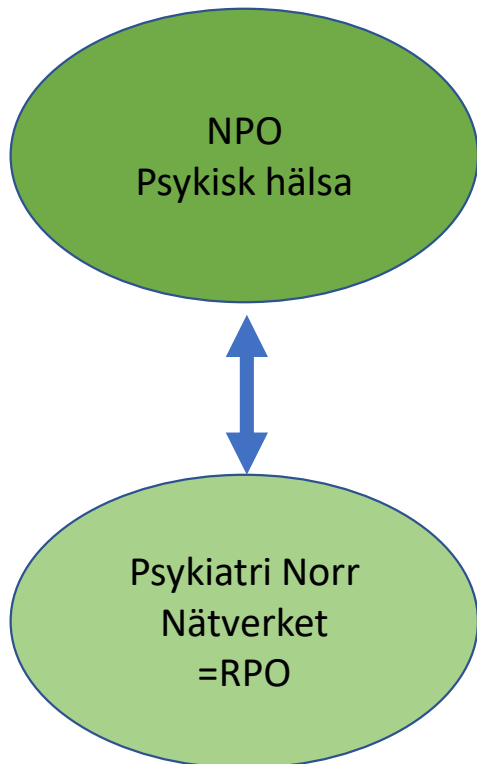 NPO
Psykisk hälsa
Psykiatri Norr
Nätverket
=RPO